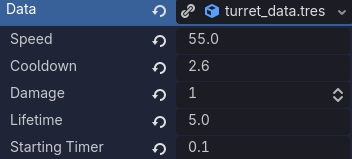 Data turret_data.tres
Speed 55.0
Cooldown 2.6
Damage 1
Lifetime 5.0
Starting Timer 0.1